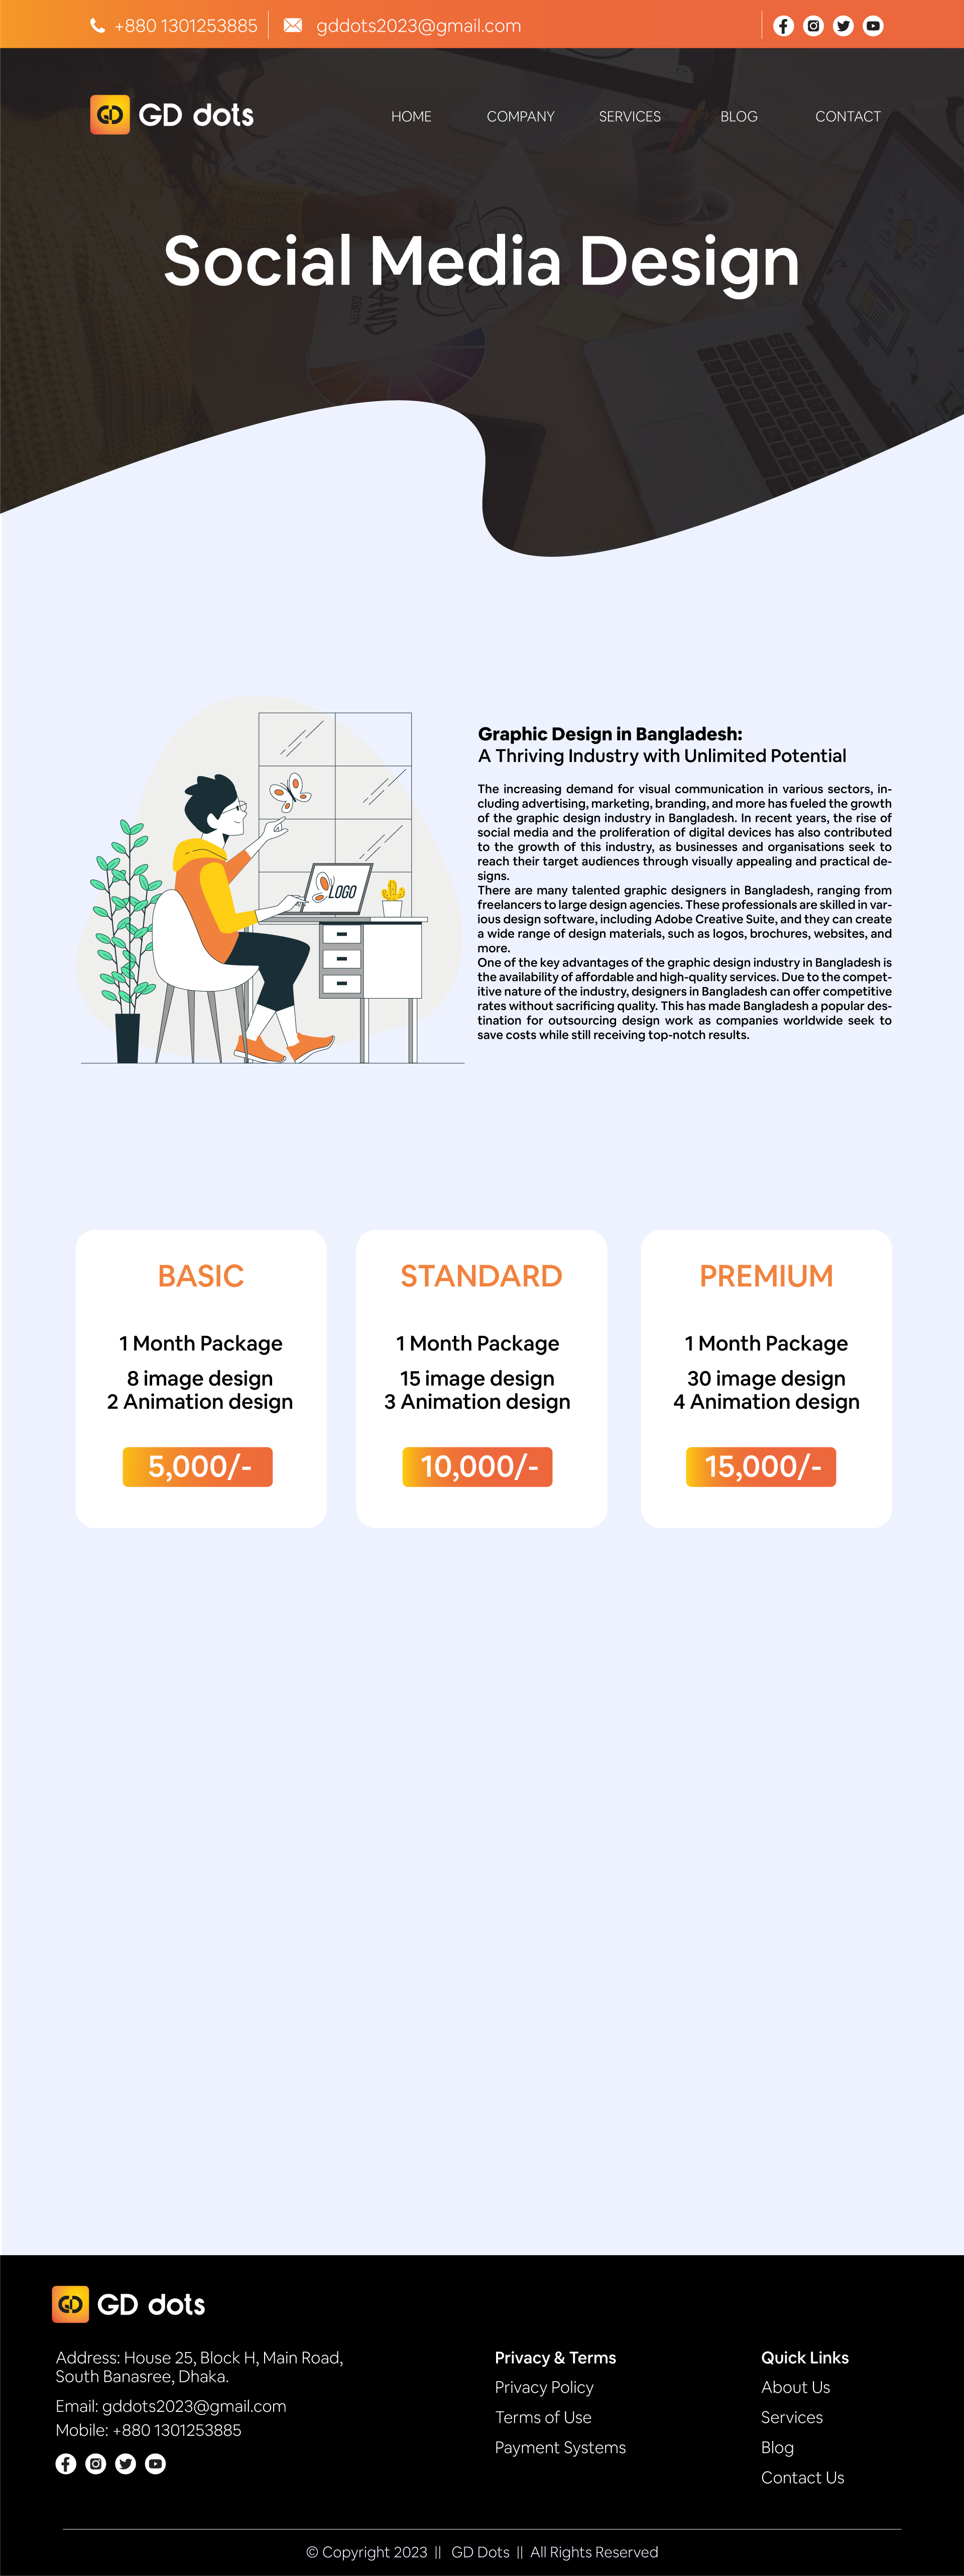 +880 1301253885
gddots2023@gmail.com
GD dots
HOME
COMPANY
SERVICES
BLOG
CONTACT
Social Media Design
Graphic Design in Bangladesh:
A Thriving Industry with Unlimited Potential
The increasing demand for visual communication in various sectors, in-
cluding advertising, marketing, branding, and more has fueled the growth
of the graphic design industry in Bangladesh. In recent years, the rise of
social media and the proliferation of digital devices has also contributed
to the growth of this industry, as businesses and organisations seek to
reach their target audiences through visually appealing and practical de-
signs.
There are many talented graphic designers in Bangladesh, ranging from
freelancers to large design agencies. These professionals are skilled in var-
ious design software, including Adobe Creative Suite, and they can create
a wide range of design materials, such as logos, brochures, websites, and
more.
One of the key advantages of the graphic design industry in Bangladesh is
the availability of affordable and high-quality services. Due to the compet-
itive nature of the industry, designers in Bangladesh can offer competitive
rates without sacrificing quality. This has made Bangladesh a popular des-
tination for outsourcing design work as companies worldwide seek to
save costs while still receiving top-notch results.
LOGO
BASIC
1 Month Package
8 image design
2 Animation design
5,000/-
STANDARD
1 Month Package
15 image design
3 Animation design
10,000/-
PREMIUM
1 Month Package
30 image design
4 Animation design
15,000/-
GD dots
Address: House 25, Block H, Main Road,
South Banasree, Dhaka.
Email: gddots2023@gmail.com
Mobile: +880 1301253885
Privacy & Terms
Privacy Policy
Terms of Use
Payment Systems
Quick Links
About Us
Services
Blog
Contact Us
© Copyright 2023 || GD Dots || All Rights Reserved